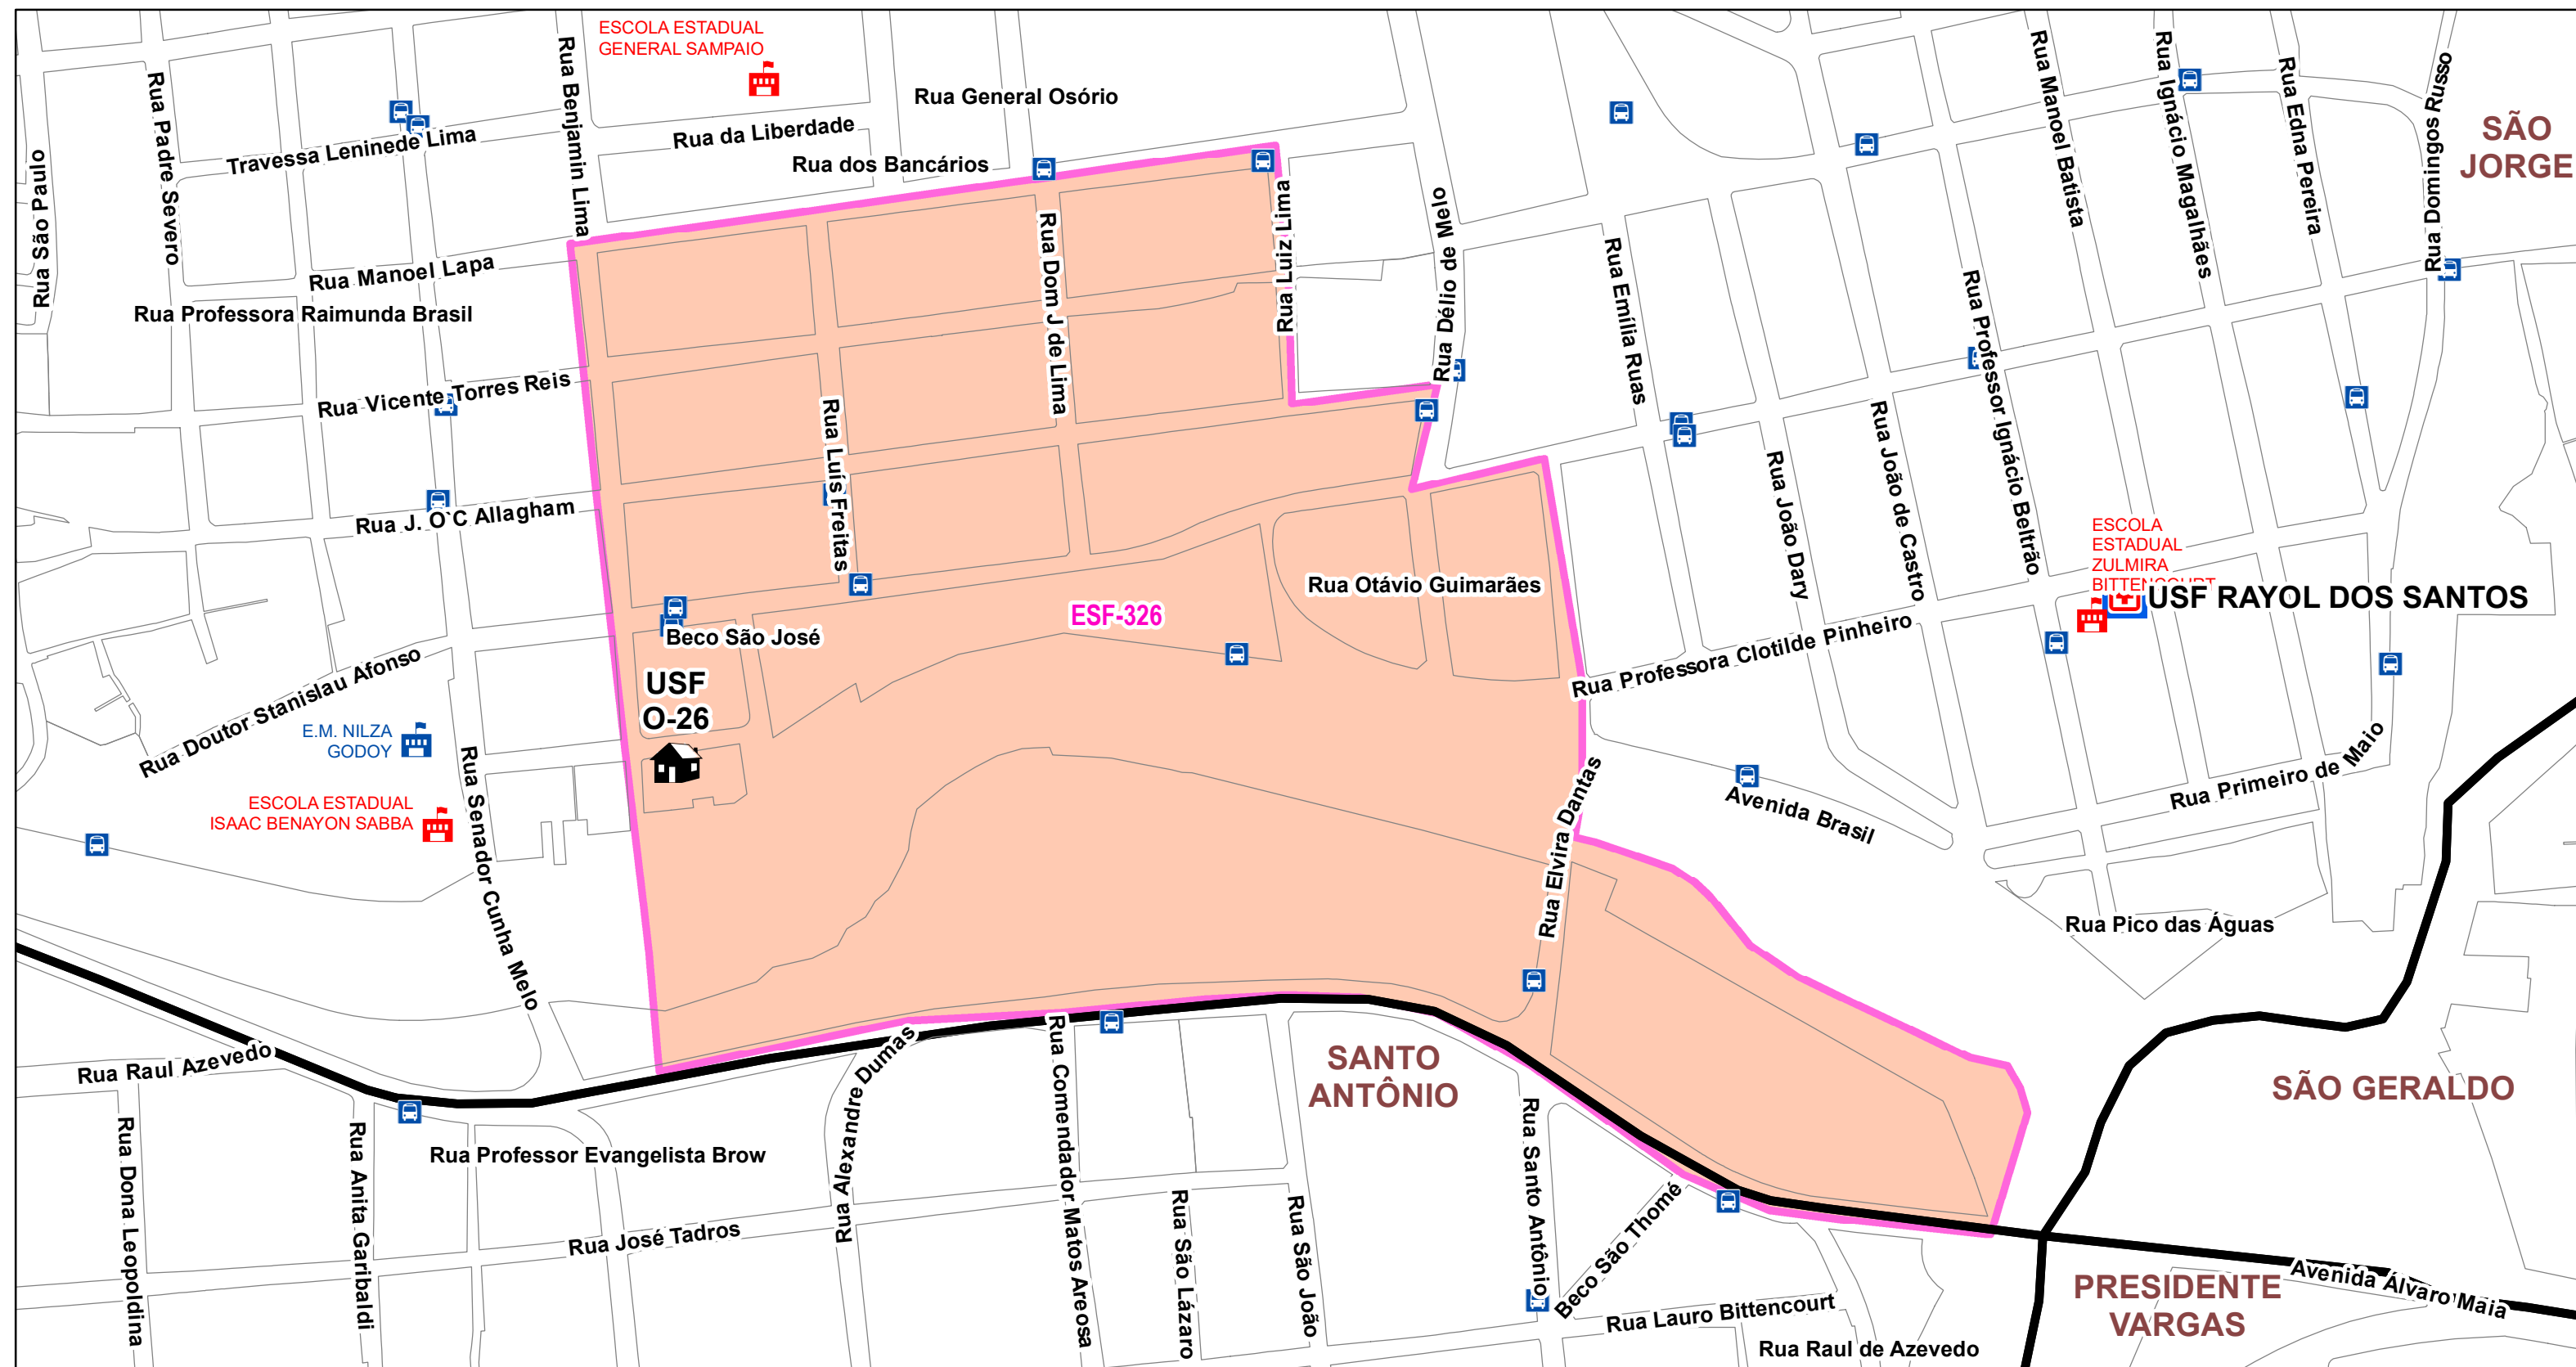 ESCOLA ESTADUAL
GENERAL SAMPAIO
Rua General Osório
Rua da Liberdade
Rua dos Bancários
Rua Benjamin Lima
Rua Padre Severo
Rua São Paulo
Travessa Leninede Lima
Rua Manoel Lapa
Rua Professora Raimunda Brasil
Rua Vicente Torres Reis
Rua J. O`C Allagham
Rua Dom J de Lima
Rua Luiz Lima
Rua Délio de Melo
Rua Luís Freitas
Rua Emília Ruas
Rua Manoel Batista
Rua Ignácio Magalhães
Rua Edna Pereira
Rua Domingos Russo
SÃO
JORGE
Rua Professor Ignácio Beltrão
Rua João de Castro
Rua João Dary
ESCOLA
ESTADUAL
ZULMIRA
BITTENCOURT
USF RAYOL DOS SANTOS
Rua Otávio Guimarães
ESF-326
Beco São José
USF
O-26
Rua Doutor Stanislau Afonso
E.M. NILZA
GODOY
ESCOLA ESTADUAL
ISAAC BENAYON SABBA
Rua Senador Cunha Melo
Rua Professora Clotilde Pinheiro
Rua Elvira Dantas
Avenida Brasil
Rua Primeiro de Maio
Rua Pico das Águas
SANTO
ANTÔNIO
SÃO GERALDO
Rua Raul Azevedo
Rua Dona Leopoldina
Rua Anita Garibaldi
Rua Professor Evangelista Brow
Rua José Tadros
Rua Alexandre Dumas
Rua Comendador Matos Areosa
Rua São Lázaro
Rua São João
Rua Santo Antônio
Beco São Thomé
Rua Lauro Bittencourt
Rua Raul de Azevedo
PRESIDENTE
VARGAS
Avenida Álvaro Maia